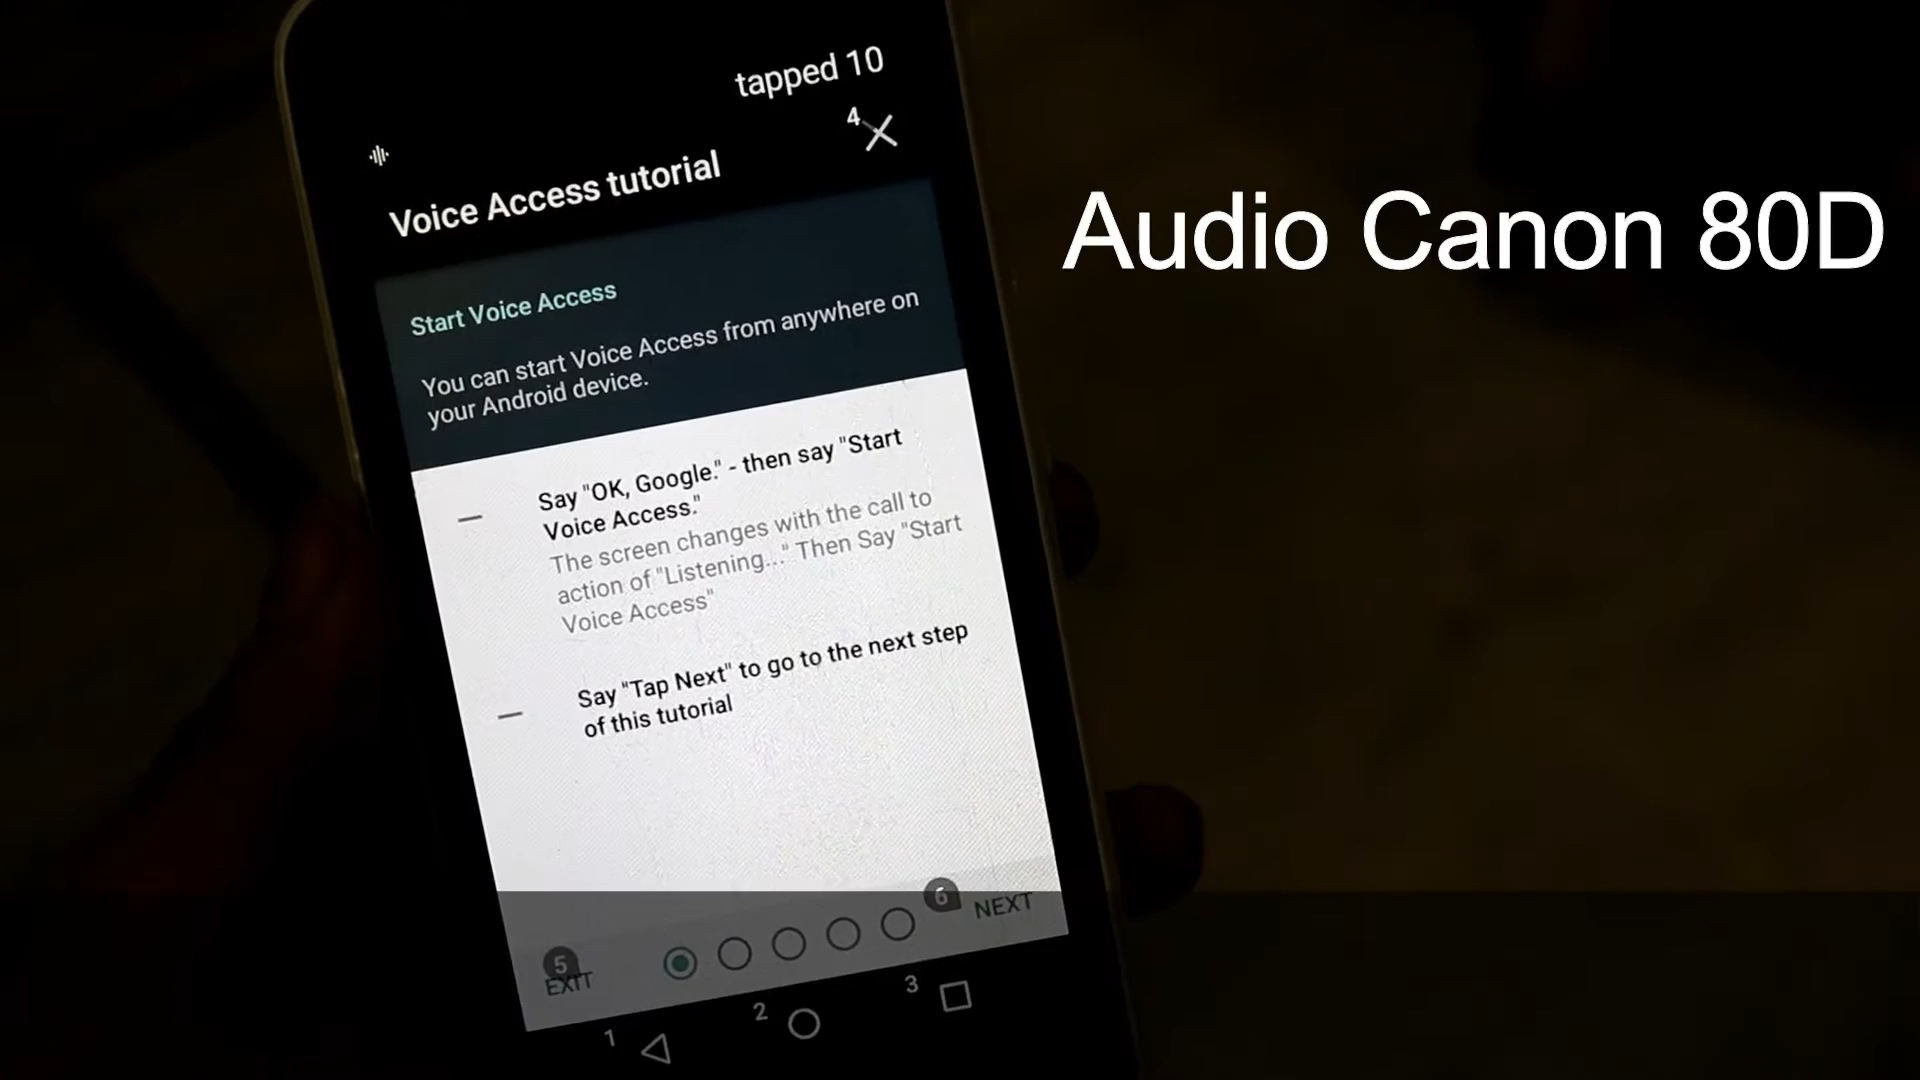 tapped 10
4
Voice Access tutorial
Audio Canon 80D
Start Voice Access
You can start Voice Access from anywhere on
your Android device.
Say "OK, Google." - then say "Start
Voice Access."
The screen changes with the call to
action of "Listening..." Then Say "Start
Voice Access"
Say "Tap Next" to go to the next step
of this tutorial
6
NEXT
5
EXIT
1
2
3